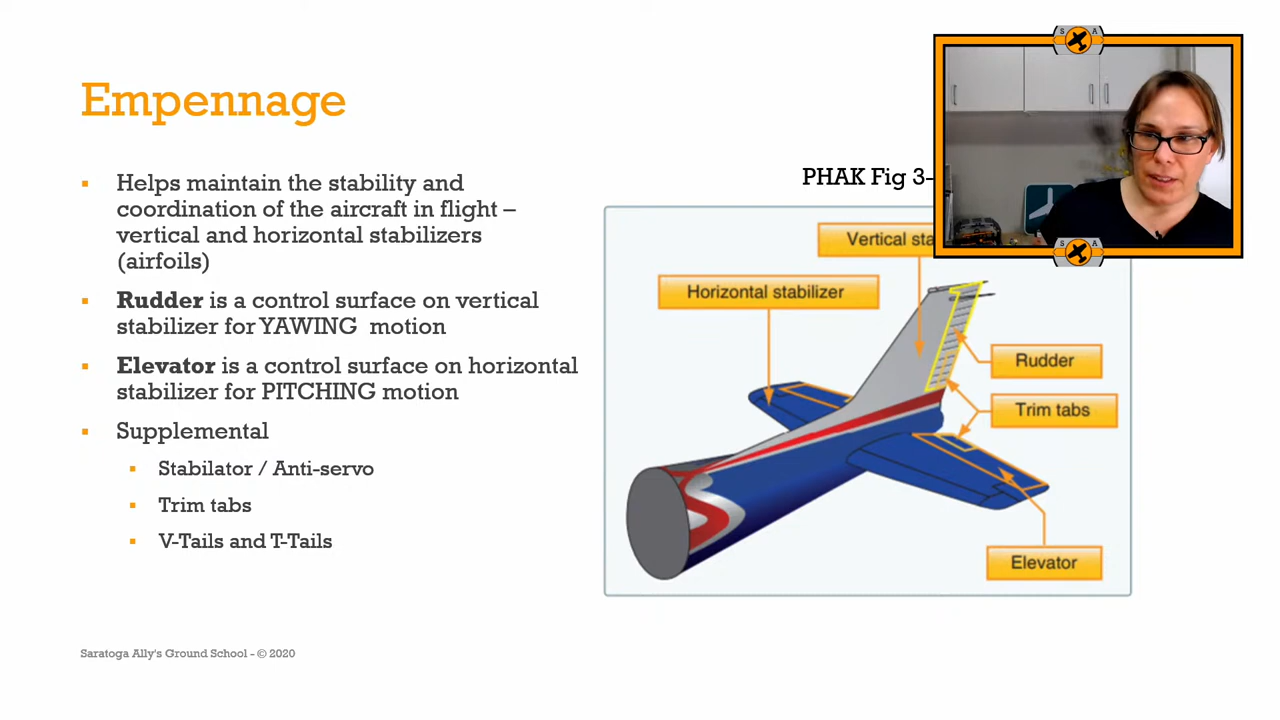 Empennage
Helps maintain the stability and
coordination of the aircraft in flight –
vertical and horizontal stabilizers
(airfoils)
Rudder is a control surface on vertical
stabilizer for YAWING motion
Elevator is a control surface on horizontal
stabilizer for PITCHING motion
Supplemental
Stabilator / Anti-servo
Trim tabs
V-Tails and T-Tails
PHAK Fig 3-
Vertical
Horizontal stabilizer
Rudder
Trim tabs
Elevator
S A
S A
Saratoga Ally's Ground School - © 2020